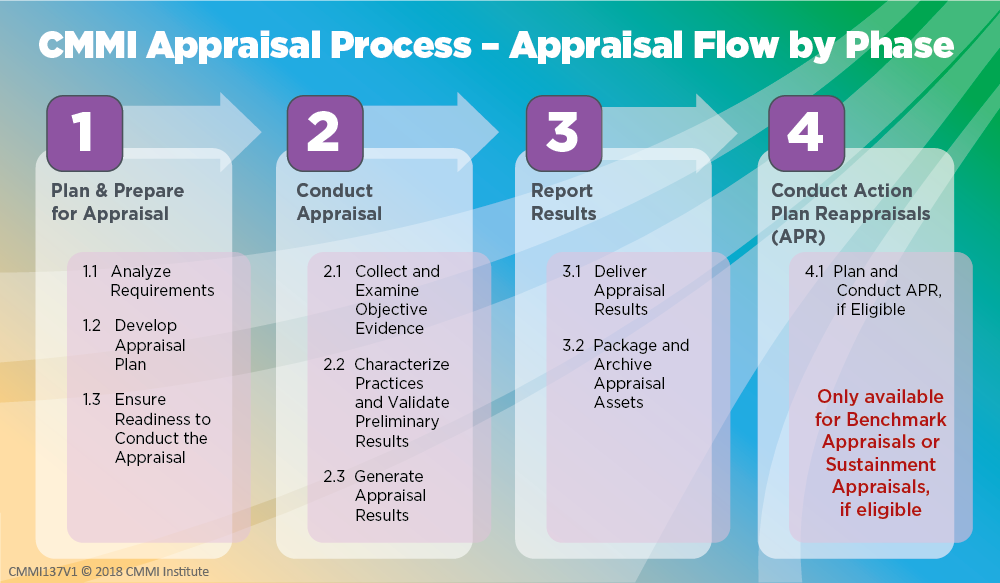 CMMI Appraisal Process – Appraisal Flow by Phase
1
Plan & Prepare
for Appraisal
1.1 Analyze
Requirements
1.2 Develop
Appraisal
Plan
1.3 Ensure
Readiness to
Conduct the
Appraisal
2
Conduct
Appraisal
2.1 Collect and
Examine
Objective
Evidence
2.2 Characterize
Practices
and Validate
Preliminary
Results
2.3 Generate
Appraisal
Results
3
Report
Results
3.1 Deliver
Appraisal
Results
3.2 Package and
Archive
Appraisal
Assets
4
Conduct Action
Plan Reappraisals
(APR)
4.1 Plan and
Conduct APR,
if Eligible
Only available
for Benchmark
Appraisals or
Sustainment
Appraisals,
if eligible
CMMI137V1 © 2018 CMMI Institute